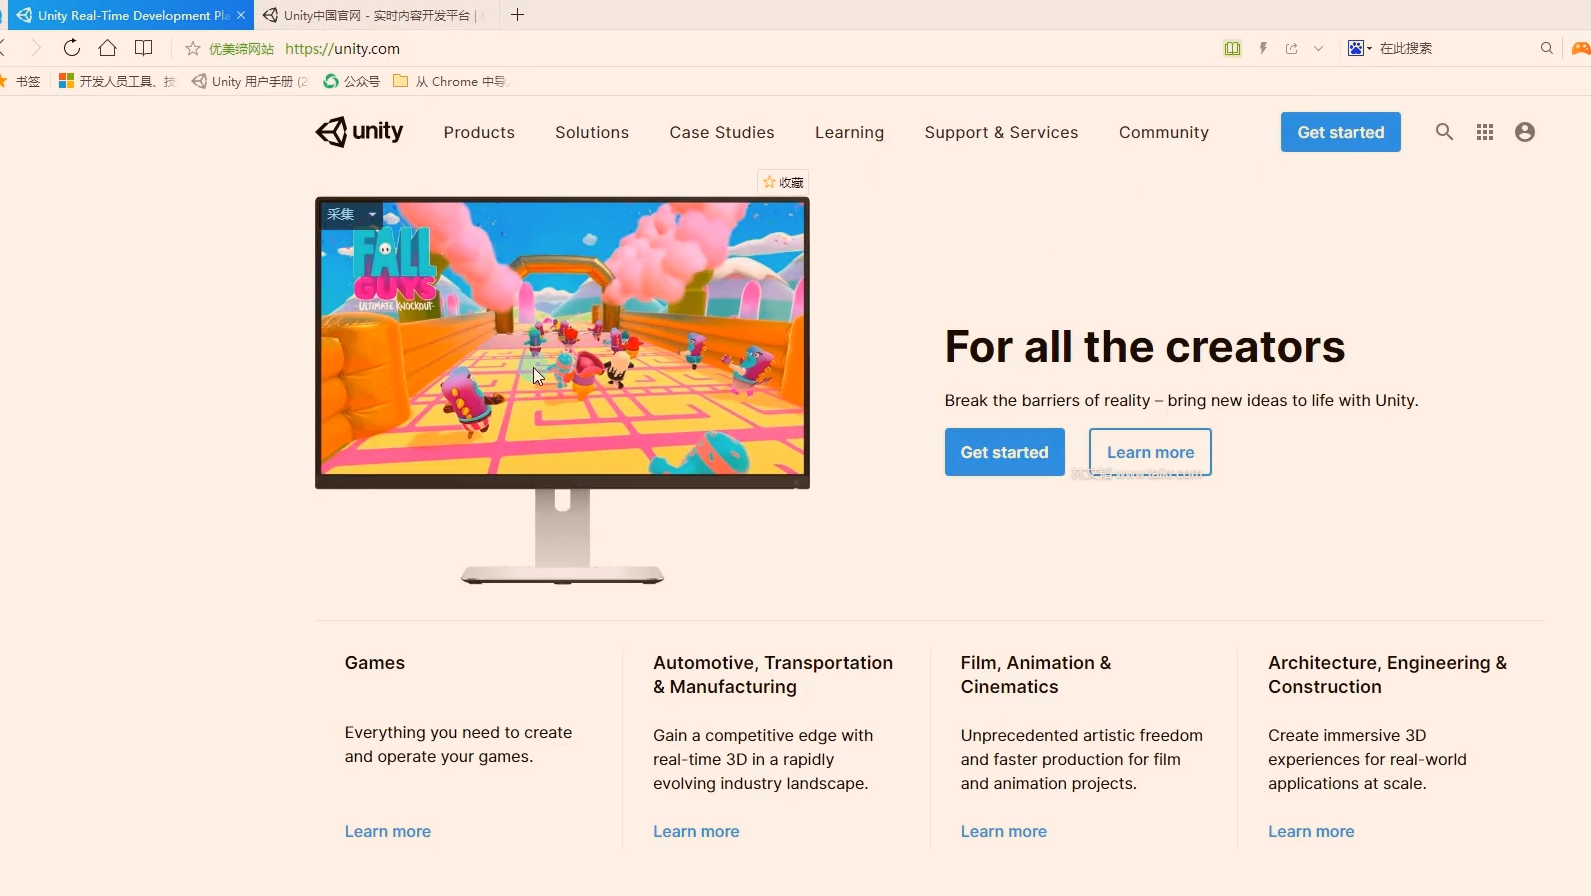 Unity Real-Time Development Pla
Unity中国官网 - 实时内容开发平台 |
优美缔网站 https://unity.com
在此搜索
书签 开发人员工具、技 Unity 用户手册 (2 公众号 从 Chrome 中导
unity Products Solutions Case Studies Learning Support & Services Community Get started
收藏
采集
FALL
GUYS
ULTIMATE KNOCKOUT
For all the creators
Break the barriers of reality – bring new ideas to life with Unity.
Get started Learn more
Games
Everything you need to create
and operate your games.
Learn more
Automotive, Transportation
& Manufacturing
Gain a competitive edge with
real-time 3D in a rapidly
evolving industry landscape.
Learn more
Film, Animation &
Cinematics
Unprecedented artistic freedom
and faster production for film
and animation projects.
Learn more
Architecture, Engineering &
Construction
Create immersive 3D
experiences for real-world
applications at scale.
Learn more